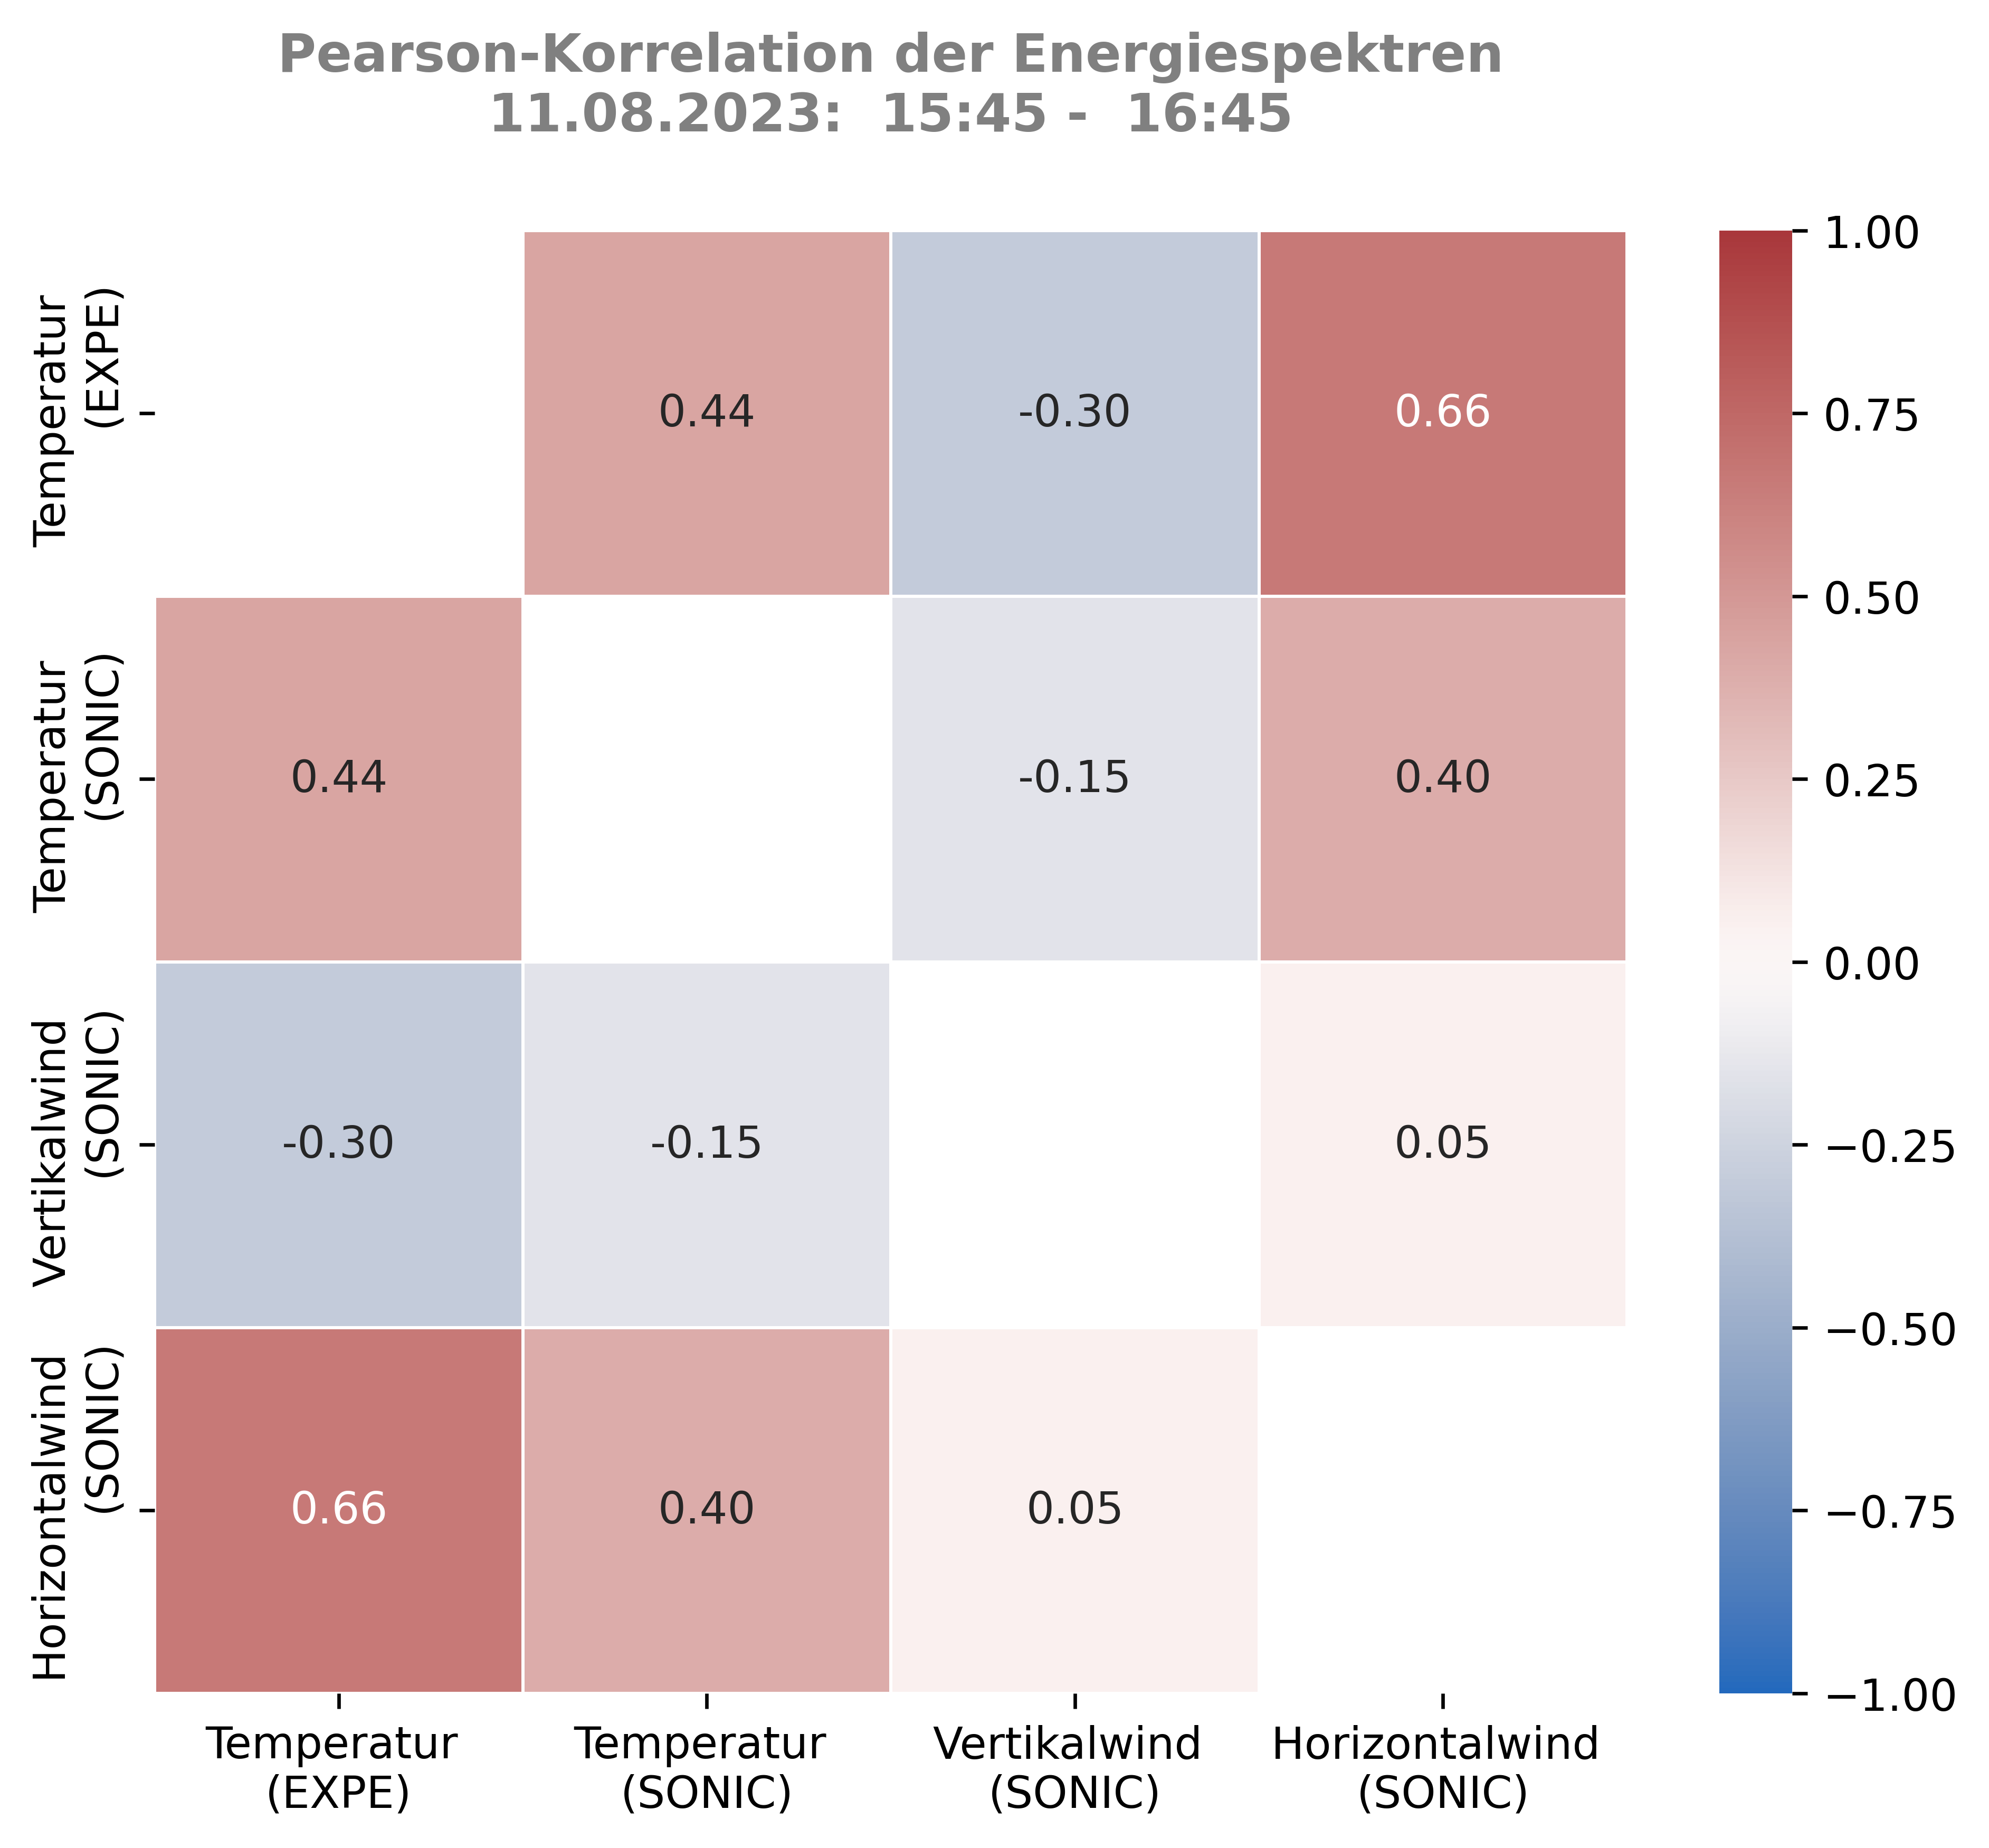 Pearson-Korrelation der Energiespektren
11.08.2023:  15:45 -  16:45
Temperatur
(EXPE)
0.44
-0.30
0.66
Temperatur
(SONIC)
0.44
-0.15
0.40
Vertikalwind
(SONIC)
-0.30
-0.15
0.05
Horizontalwind
(SONIC)
0.66
0.40
0.05
Temperatur
(EXPE)
Temperatur
(SONIC)
Vertikalwind
(SONIC)
Horizontalwind
(SONIC)
1.00
0.75
0.50
0.25
0.00
−0.25
−0.50
−0.75
−1.00